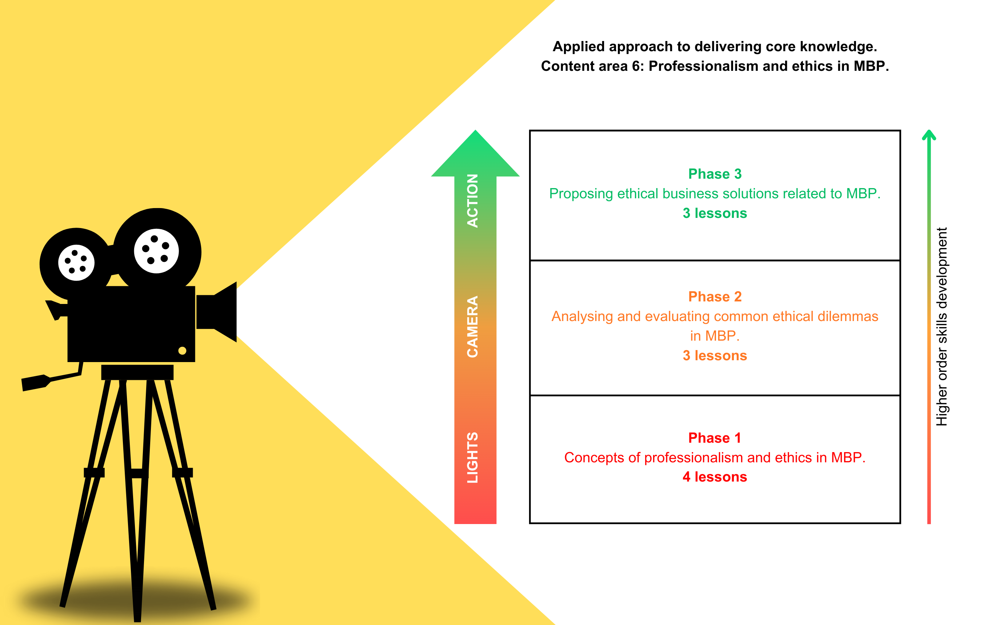 Applied approach to delivering core knowledge.
Content area 6: Professionalism and ethics in MBP.
ACTION
CAMERA
LIGHTS
Phase 3
Proposing ethical business solutions related to MBP.
3 lessons
Phase 2
Analysing and evaluating common ethical dilemmas
in MBP.
3 lessons
Phase 1
Concepts of professionalism and ethics in MBP.
4 lessons
Higher order skills development